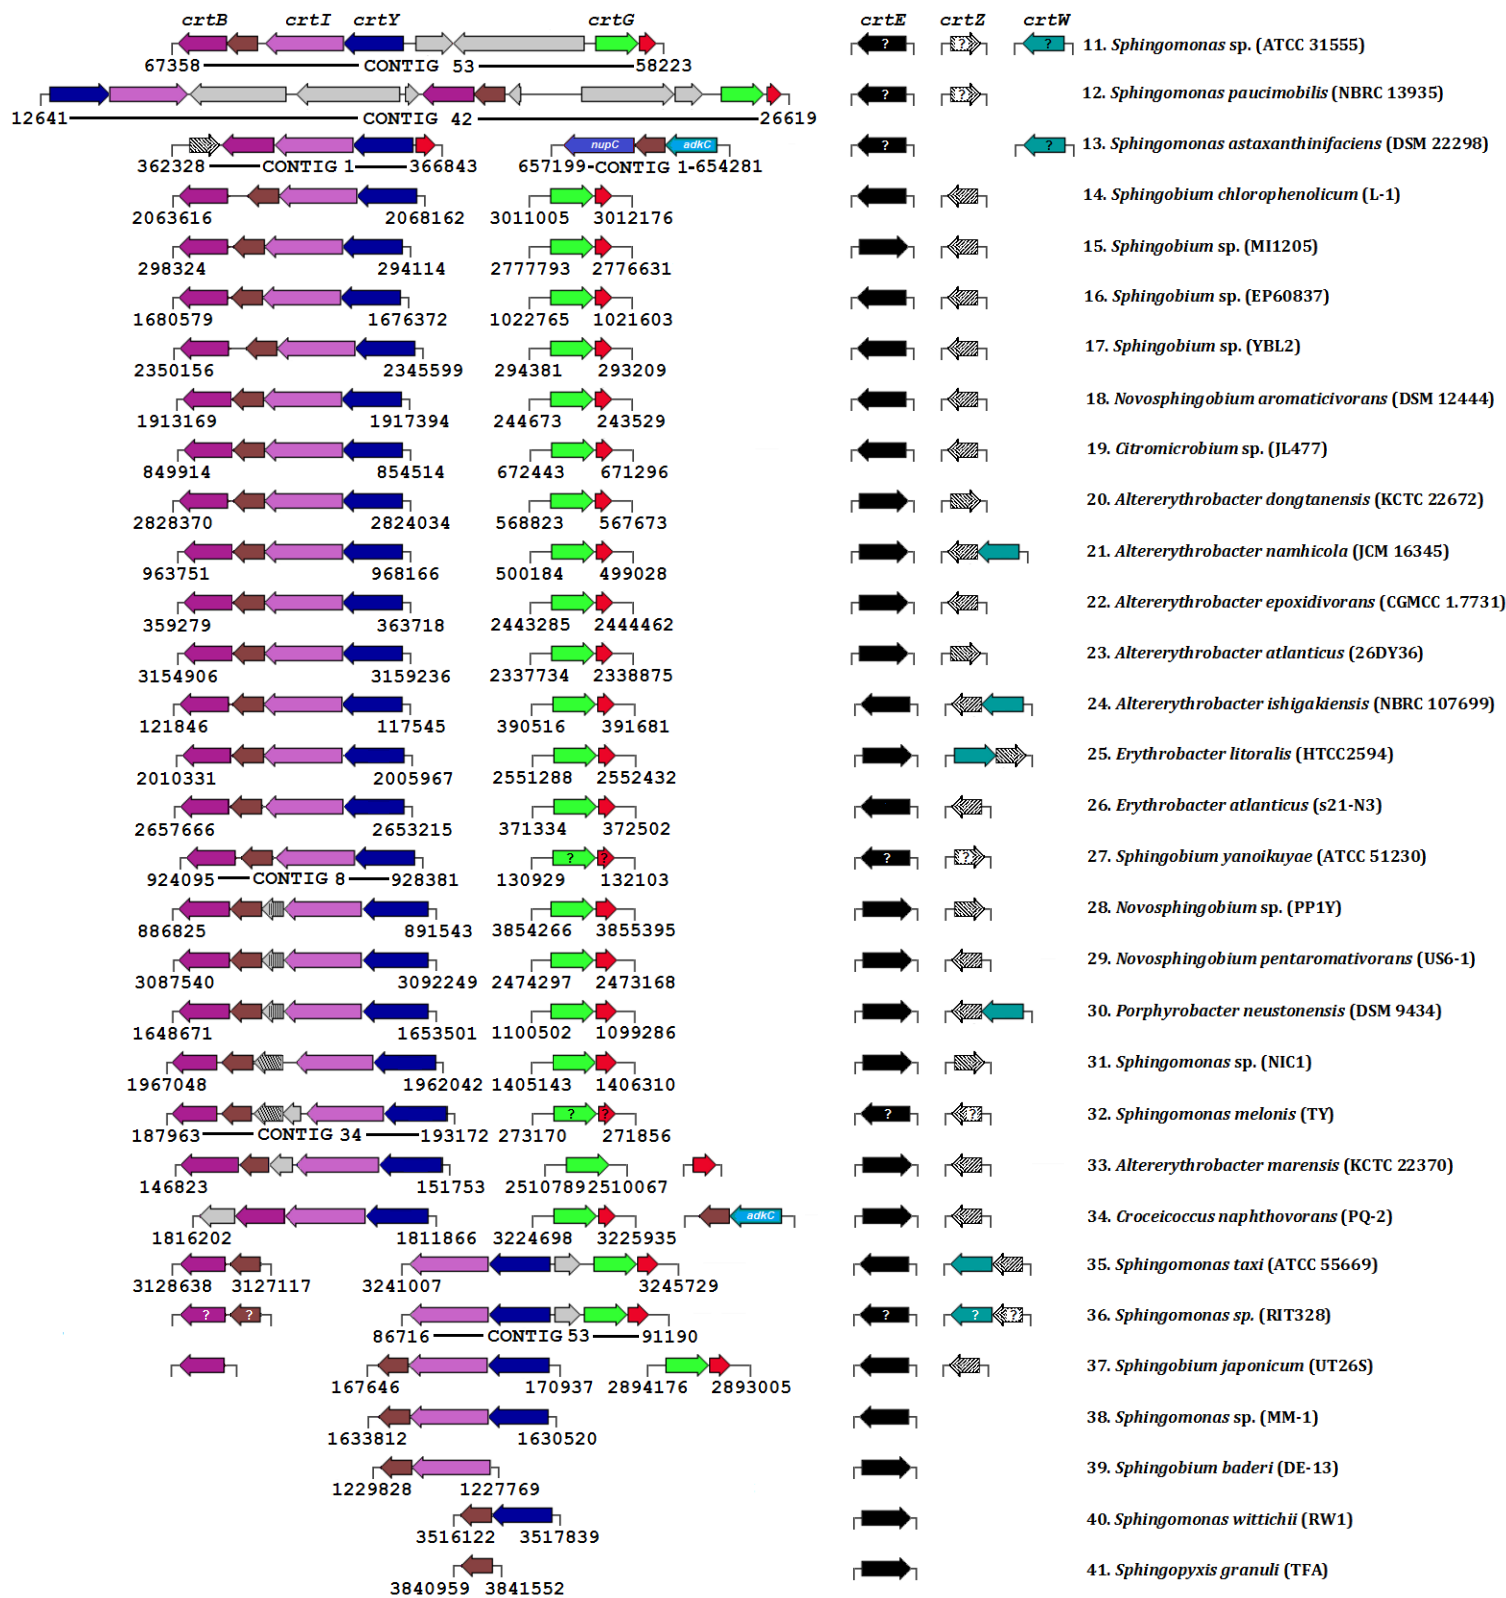 crtB crtI crtY crtG crtE crtZ crtW
? ? ? 11. Sphingomonas sp. (ATCC 31555)
67358 CONTIG 53 58223
? ? 12. Sphingomonas paucimobilis (NBRC 13935)
12641 CONTIG 42 26619
nupC adkC ? ? 13. Sphingomonas astaxanthinifaciens (DSM 22298)
362328 CONTIG 1 366843 657199-CONTIG 1-654281
14. Sphingobium chlorophenolicum (L-1)
2063616 2068162 3011005 3012176
15. Sphingobium sp. (MI1205)
298324 294114 2777793 2776631
16. Sphingobium sp. (EP60837)
1680579 1676372 1022765 1021603
17. Sphingobium sp. (YBL2)
2350156 2345599 294381 293209
18. Novosphingobium aromaticivorans (DSM 12444)
1913169 1917394 244673 243529
19. Citromicrobium sp. (JL477)
849914 854514 672443 671296
20. Altererythrobacter dongtanensis (KCTC 22672)
2828370 2824034 568823 567673
21. Altererythrobacter namhicola (JCM 16345)
963751 968166 500184 499028
22. Altererythrobacter epoxidivorans (CGMCC 1.7731)
359279 363718 2443285 2444462
23. Altererythrobacter atlanticus (26DY36)
3154906 3159236 2337734 2338875
24. Altererythrobacter ishigakiensis (NBRC 107699)
121846 117545 390516 391681
25. Erythrobacter litoralis (HTCC2594)
2010331 2005967 2551288 2552432
26. Erythrobacter atlanticus (s21-N3)
2657666 2653215 371334 372502
? ? ? ? 27. Sphingobium yanoikuyae (ATCC 51230)
924095 CONTIG 8 928381 130929 132103
28. Novosphingobium sp. (PP1Y)
886825 891543 3854266 3855395
29. Novosphingobium pentaromativorans (US6-1)
3087540 3092249 2474297 2473168
30. Porphyrobacter neustonensis (DSM 9434)
1648671 1653501 1100502 1099286
31. Sphingomonas sp. (NIC1)
1967048 1962042 1405143 1406310
? ? ? ? 32. Sphingomonas melonis (TY)
187963 CONTIG 34 193172 273170 271856
33. Altererythrobacter marensis (KCTC 22370)
146823 151753 2510789 2510067
adkC 34. Croceicoccus naphthovorans (PQ-2)
1816202 1811866 3224698 3225935
35. Sphingomonas taxi (ATCC 55669)
3128638 3127117 3241007 3245729
? ? ? ? ? 36. Sphingomonas sp. (RIT328)
86716 CONTIG 53 91190
37. Sphingobium japonicum (UT26S)
167646 170937 2894176 2893005
38. Sphingomonas sp. (MM-1)
1633812 1630520
39. Sphingobium baderi (DE-13)
1229828 1227769
40. Sphingomonas wittichii (RW1)
3516122 3517839
41. Sphingopyxis granuli (TFA)
3840959 3841552